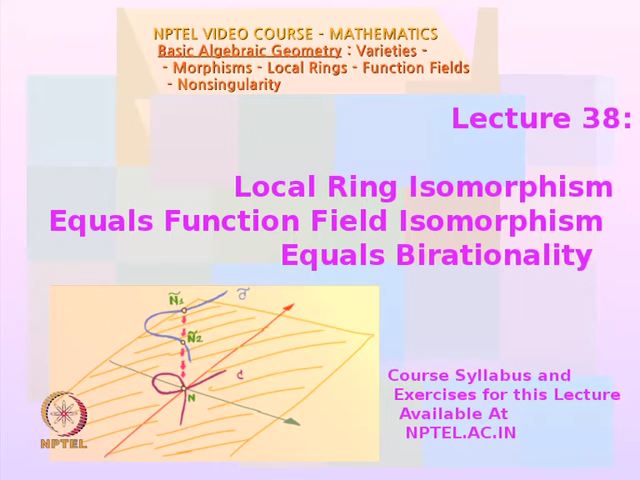 NPTEL VIDEO COURSE - MATHEMATICS
Basic Algebraic Geometry : Varieties -
- Morphisms - Local Rings - Function Fields
- Nonsingularity
Lecture 38:
Local Ring Isomorphism
Equals Function Field Isomorphism
Equals Birationality
Ñ1
C̃
Ñ2
C
N
Course Syllabus and
Exercises for this Lecture
Available At
NPTEL.AC.IN
NPTEL